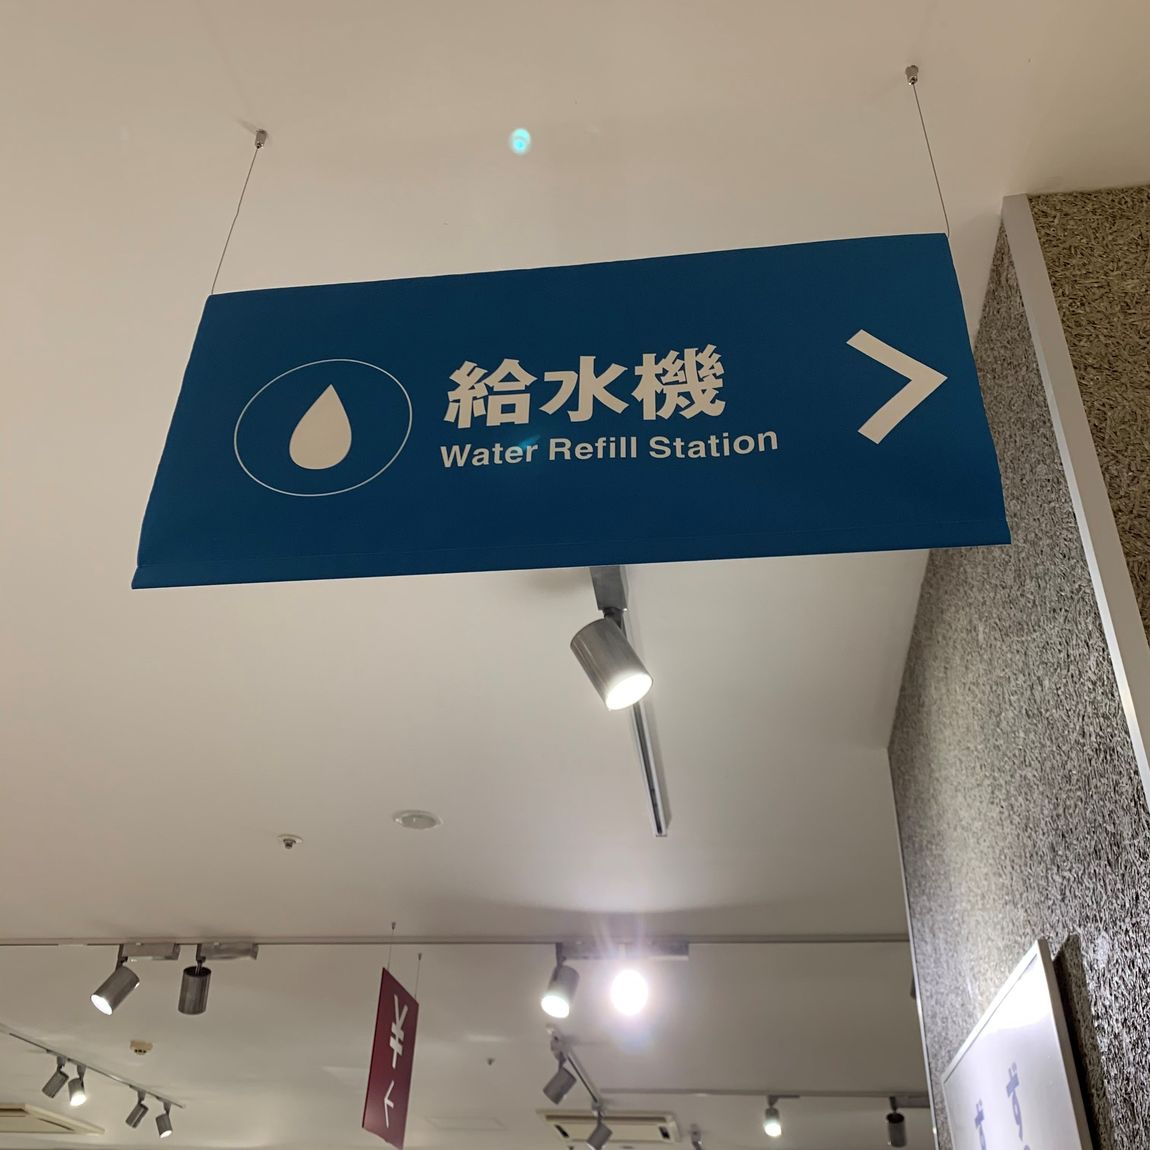 給水機
Water Refill Station